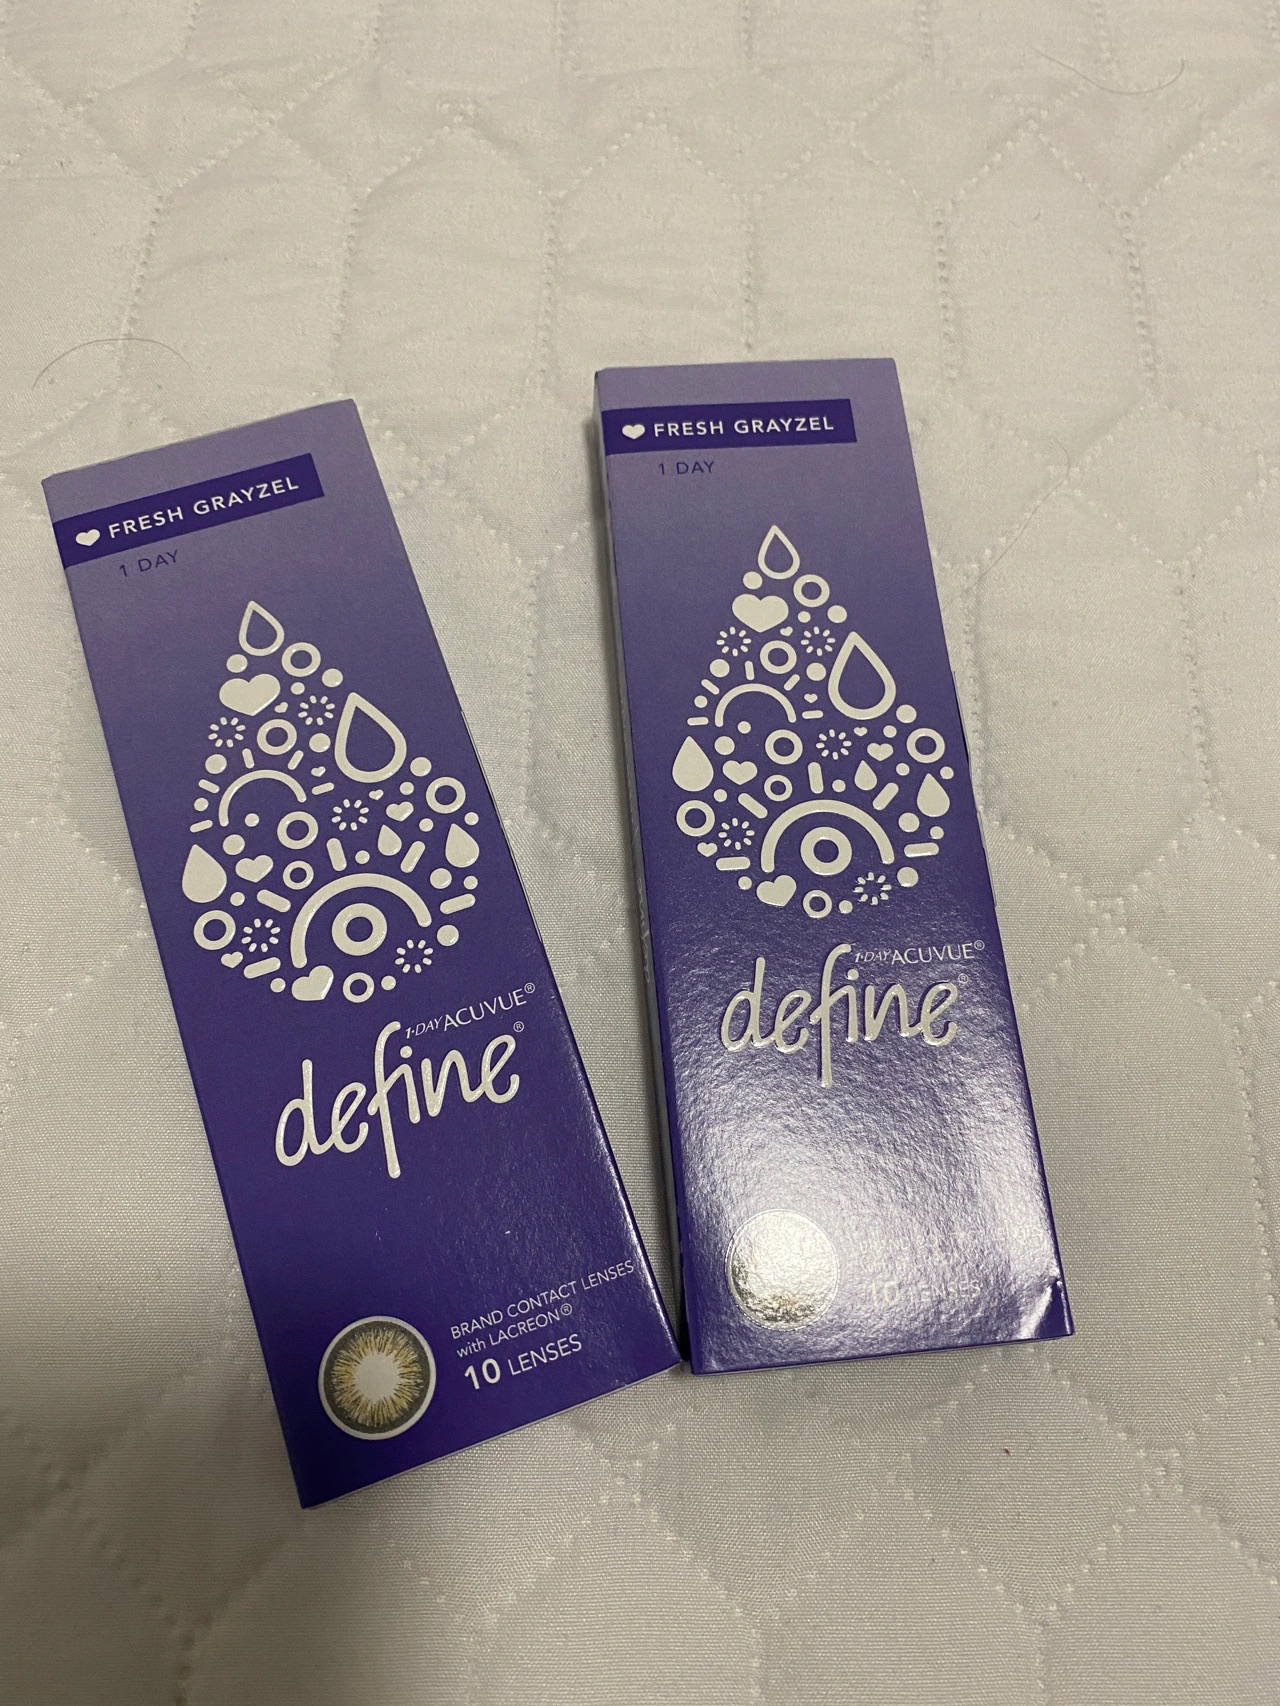 FRESH GRAYZEL
1 DAY
1·DAY ACUVUE®
define®
BRAND CONTACT LENSES
with LACREON®
10 LENSES
FRESH GRAYZEL
1 DAY
1·DAY ACUVUE®
define®
10 LENSES